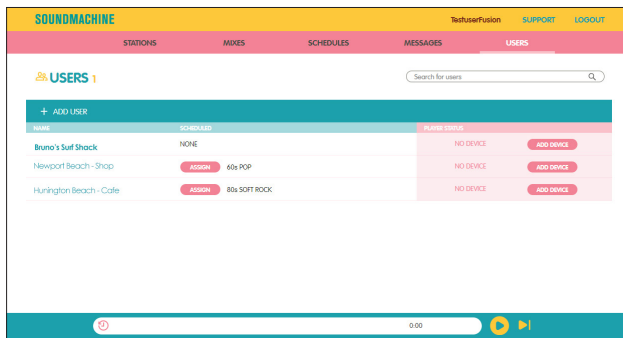 SOUNDMACHINE
TestuserFusion SUPPORT LOGOUT
STATIONS MIXES SCHEDULES MESSAGES USERS
USERS 1
Search for users
+ ADD USER
NAME SCHEDULED PLAYER STATUS
Bruno's Surf Shack NONE NO DEVICE ADD DEVICE
Newport Beach - Shop ASSIGN 60s POP NO DEVICE ADD DEVICE
Hunington Beach - Cafe ASSIGN 80s SOFT ROCK NO DEVICE ADD DEVICE
0:00